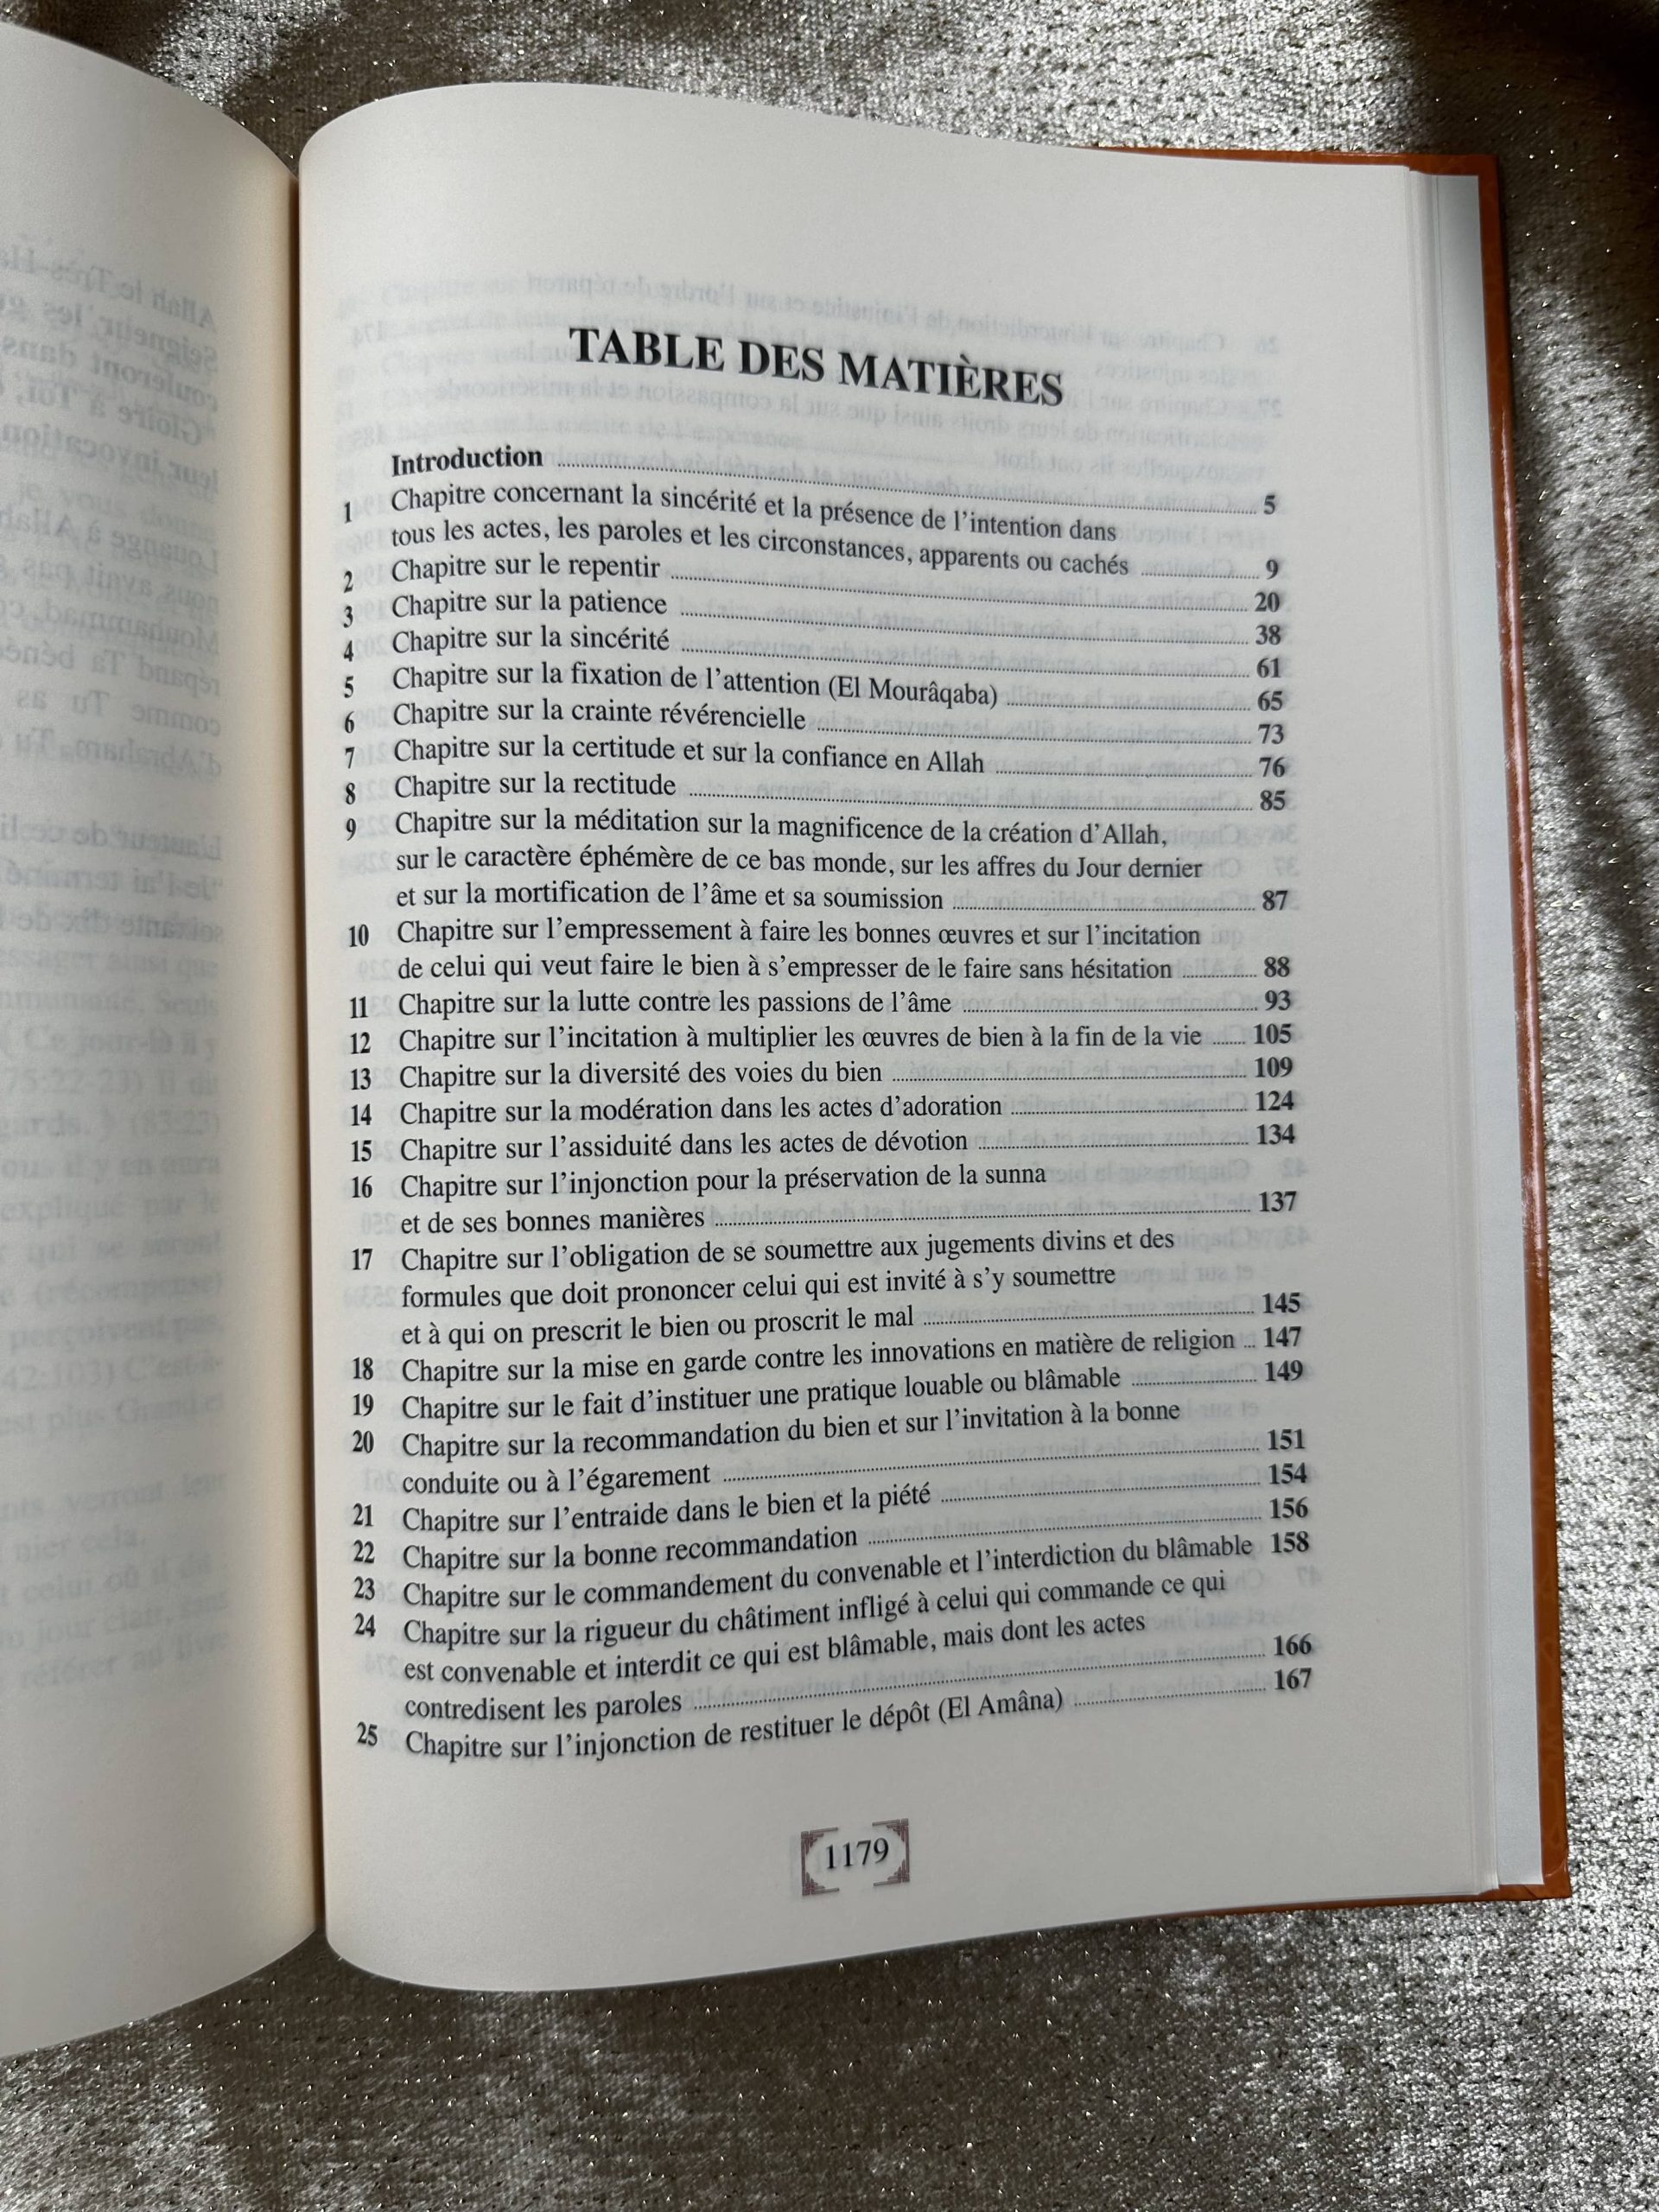 TABLE DES MATIÈRES
Introduction ........ 5
1 Chapitre concernant la sincérité et la présence de l'intention dans
tous les actes, les paroles et les circonstances, apparents ou cachés ........ 9
2 Chapitre sur le repentir ........ 20
3 Chapitre sur la patience ........ 38
4 Chapitre sur la sincérité ........ 61
5 Chapitre sur la fixation de l'attention (El Mourâqaba) ........ 65
6 Chapitre sur la crainte révérencielle ........ 73
7 Chapitre sur la certitude et sur la confiance en Allah ........ 76
8 Chapitre sur la rectitude ........ 85
9 Chapitre sur la méditation sur la magnificence de la création d'Allah,
sur le caractère éphémère de ce bas monde, sur les affres du Jour dernier
et sur la mortification de l'âme et sa soumission ........ 87
10 Chapitre sur l'empressement à faire les bonnes œuvres et sur l'incitation
de celui qui veut faire le bien à s'empresser de le faire sans hésitation ........ 88
11 Chapitre sur la lutte contre les passions de l'âme ........ 93
12 Chapitre sur l'incitation à multiplier les œuvres de bien à la fin de la vie ........ 105
13 Chapitre sur la diversité des voies du bien ........ 109
14 Chapitre sur la modération dans les actes d'adoration ........ 124
15 Chapitre sur l'assiduité dans les actes de dévotion ........ 134
16 Chapitre sur l'injonction pour la préservation de la sunna
et de ses bonnes manières ........ 137
17 Chapitre sur l'obligation de se soumettre aux jugements divins et des
formules que doit prononcer celui qui est invité à s'y soumettre
et à qui on prescrit le bien ou proscrit le mal ........ 145
18 Chapitre sur la mise en garde contre les innovations en matière de religion ... 147
19 Chapitre sur le fait d'instituer une pratique louable ou blâmable ........ 149
20 Chapitre sur la recommandation du bien et sur l'invitation à la bonne
conduite ou à l'égarement ........ 151
21 Chapitre sur l'entraide dans le bien et la piété ........ 154
22 Chapitre sur la bonne recommandation ........ 156
23 Chapitre sur le commandement du convenable et l'interdiction du blâmable 158
24 Chapitre sur la rigueur du châtiment infligé à celui qui commande ce qui
est convenable et interdit ce qui est blâmable, mais dont les actes
contredisent les paroles ........ 166
25 Chapitre sur l'injonction de restituer le dépôt (El Amâna) ........ 167
1179